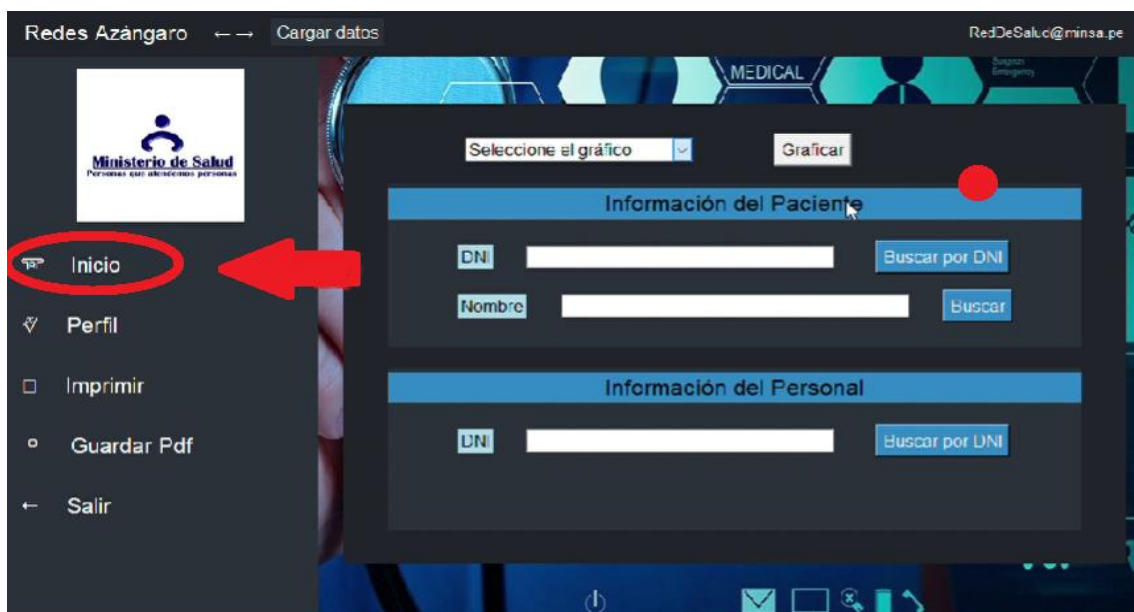 Redes Azángaro ←→ Cargar datos
RedDeSalud@minsa.pe
MEDICAL
Surgeon
Emergency
Ministerio de Salud
Personas que atendemos personas
Inicio
Perfil
Imprimir
Guardar Pdf
← Salir
Seleccione el gráfico
Graficar
Información del Paciente
DNI
Buscar por DNI
Nombre
Buscar
Información del Personal
DNI
Buscar por DNI